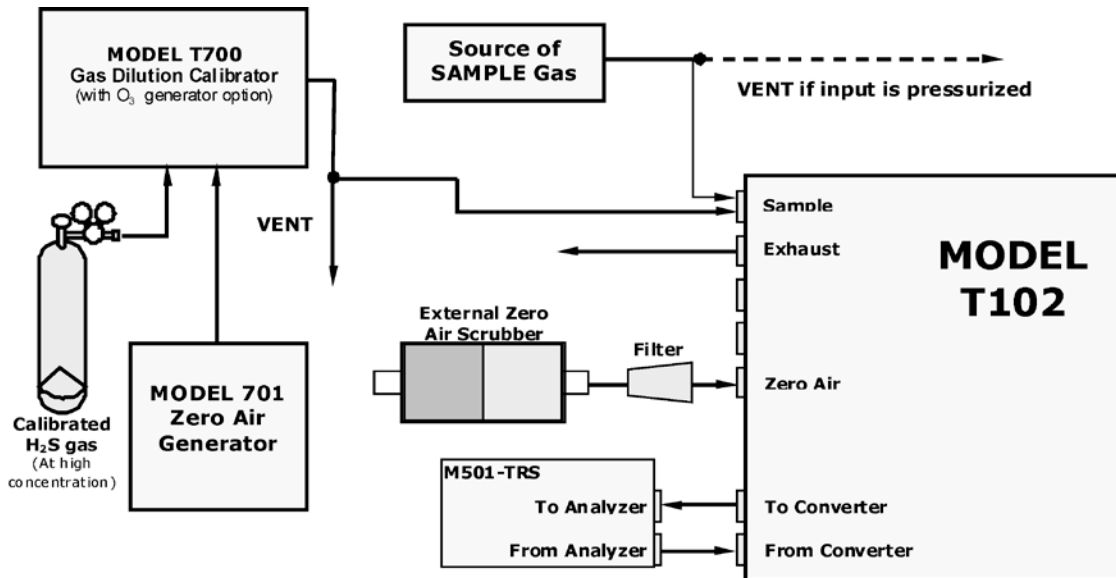 MODEL T700
Gas Dilution Calibrator
(with O₃ generator option)
Source of
SAMPLE Gas
VENT if input is pressurized
VENT
Sample
Exhaust
MODEL
T102
External Zero
Air Scrubber
Filter
Zero Air
MODEL 701
Zero Air
Generator
Calibrated
H₂S gas
(At high
concentration)
M501-TRS
To Analyzer
To Converter
From Analyzer
From Converter